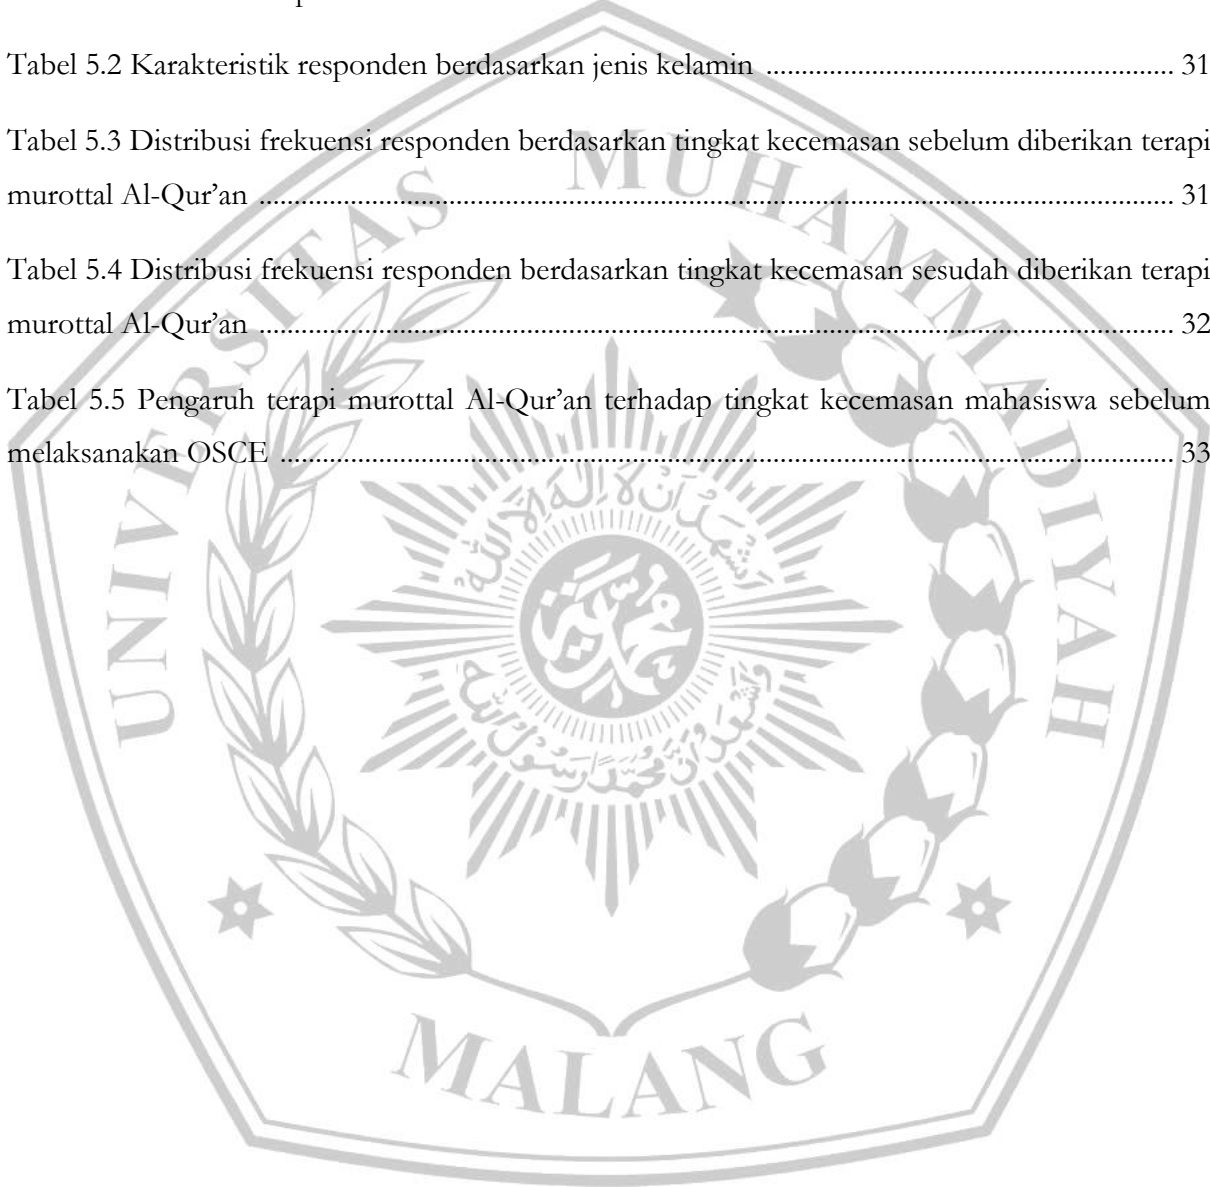 Tabel 5.2 Karakteristik responden berdasarkan jenis kelamin .......................................................... 31
Tabel 5.3 Distribusi frekuensi responden berdasarkan tingkat kecemasan sebelum diberikan terapi
murottal Al-Qur’an .................................................................................................................................. 31
Tabel 5.4 Distribusi frekuensi responden berdasarkan tingkat kecemasan sesudah diberikan terapi
murottal Al-Qur’an .................................................................................................................................. 32
Tabel 5.5 Pengaruh terapi murottal Al-Qur’an terhadap tingkat kecemasan mahasiswa sebelum
melaksanakan OSCE ............................................................................................................................... 33
UNIVERSITAS MUHAMMADIYAH
MALANG